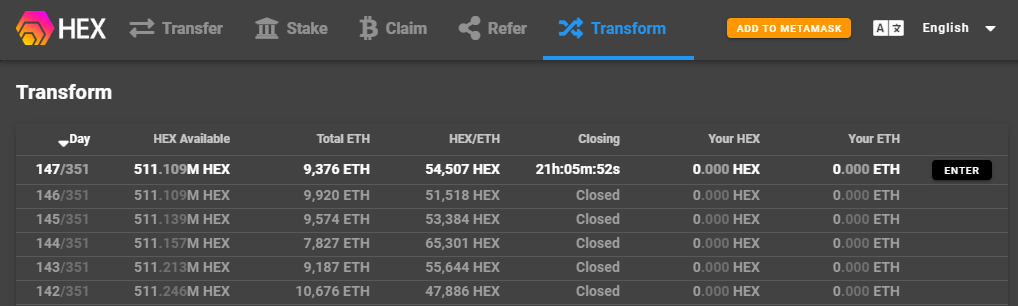 HEX Transfer Stake Claim Refer Transform ADD TO METAMASK A English
Transform
Day HEX Available Total ETH HEX/ETH Closing Your HEX Your ETH
147/351 511.109M HEX 9,376 ETH 54,507 HEX 21h:05m:52s 0.000 HEX 0.000 ETH ENTER
146/351 511.109M HEX 9,920 ETH 51,518 HEX Closed 0.000 HEX 0.000 ETH
145/351 511.139M HEX 9,574 ETH 53,384 HEX Closed 0.000 HEX 0.000 ETH
144/351 511.157M HEX 7,827 ETH 65,301 HEX Closed 0.000 HEX 0.000 ETH
143/351 511.213M HEX 9,187 ETH 55,644 HEX Closed 0.000 HEX 0.000 ETH
142/351 511.246M HEX 10,676 ETH 47,886 HEX Closed 0.000 HEX 0.000 ETH